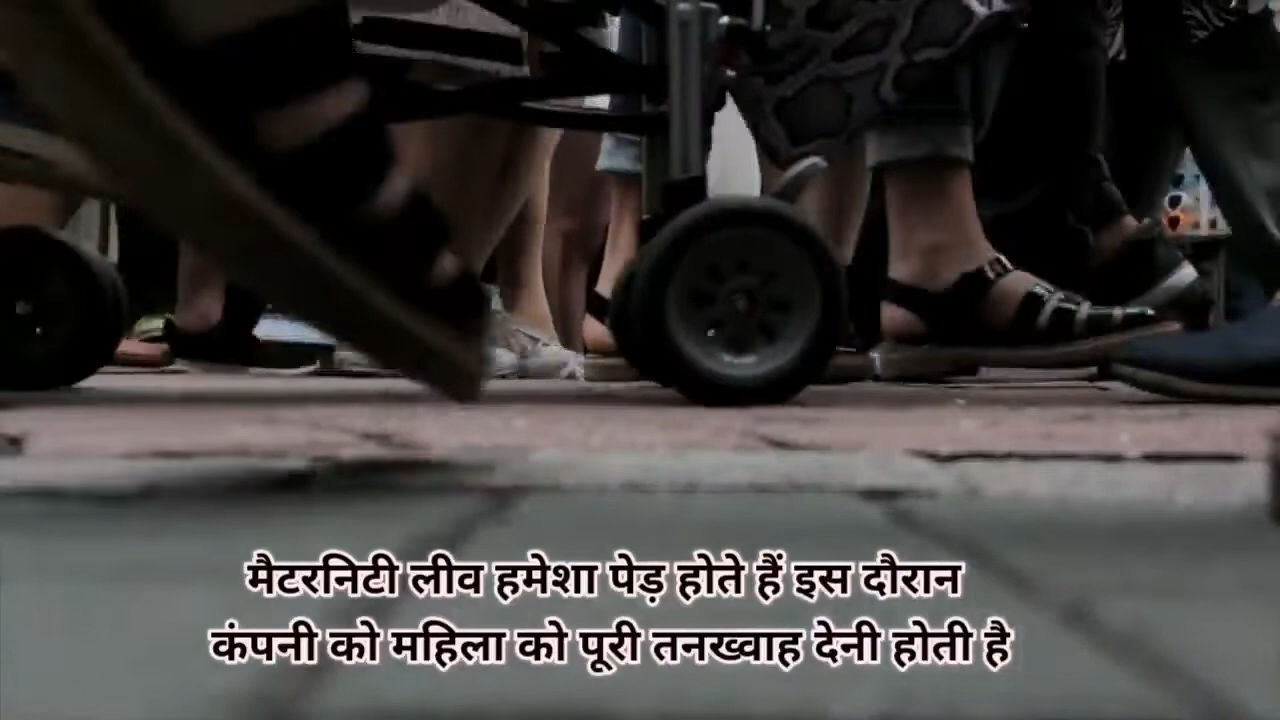 मैटरनिटी लीव हमेशा पेड़ होते हैं इस दौरान
कंपनी को महिला को पूरी तनख्वाह देनी होती है